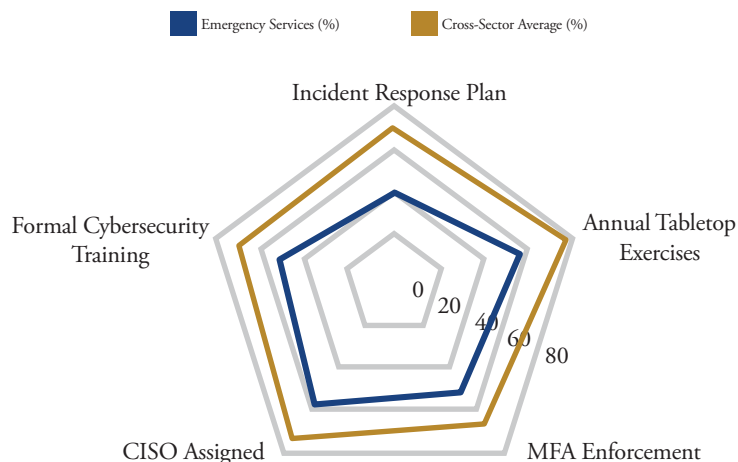 Emergency Services (%)
Cross-Sector Average (%)
Incident Response Plan
Formal Cybersecurity
Training
Annual Tabletop
Exercises
0
20
40
60
80
CISO Assigned
MFA Enforcement